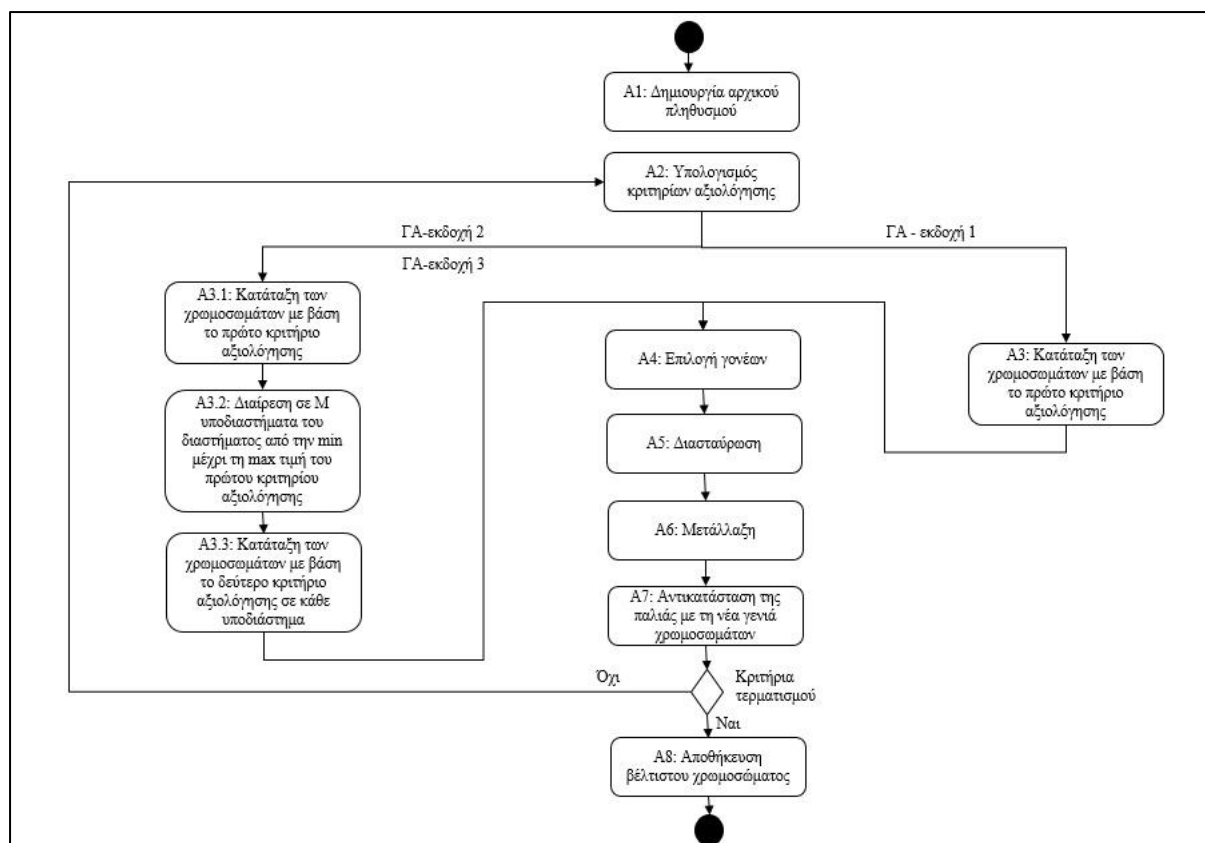 Α1: Δημιουργία αρχικού
πληθυσμού
Α2: Υπολογισμός
κριτηρίων αξιολόγησης
ΓΑ-εκδοχή 2
ΓΑ - εκδοχή 1
ΓΑ-εκδοχή 3
Α3.1: Κατάταξη των
χρωμοσωμάτων με βάση
το πρώτο κριτήριο
αξιολόγησης
Α3.2: Διαίρεση σε Μ
υποδιαστήματα του
διαστήματος από την min
μέχρι τη max τιμή του
πρώτου κριτηρίου
αξιολόγησης
Α3.3: Κατάταξη των
χρωμοσωμάτων με βάση
το δεύτερο κριτήριο
αξιολόγησης σε κάθε
υποδιάστημα
Α4: Επιλογή γονέων
Α5: Διασταύρωση
Α6: Μετάλλαξη
Α7: Αντικατάσταση της
παλιάς με τη νέα γενιά
χρωμοσωμάτων
Α3: Κατάταξη των
χρωμοσωμάτων με βάση
το πρώτο κριτήριο
αξιολόγησης
Όχι
Κριτήρια
τερματισμού
Ναι
Α8: Αποθήκευση
βέλτιστου χρωμοσώματος